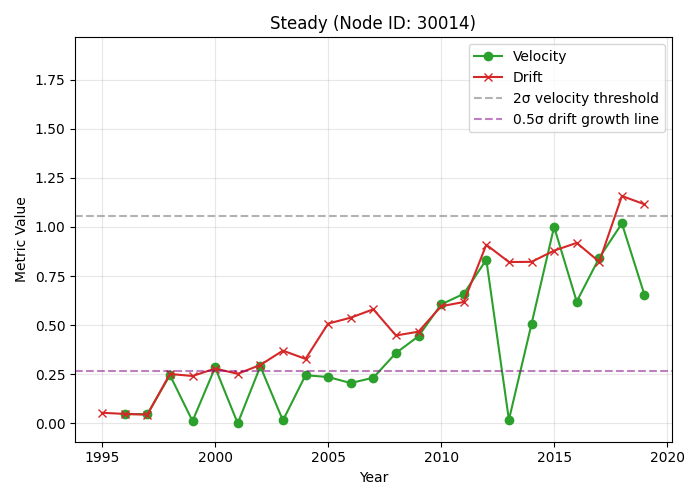 Steady (Node ID: 30014)
Velocity
Drift
2σ velocity threshold
0.5σ drift growth line
1.75
1.50
1.25
1.00
0.75
0.50
0.25
0.00
Metric Value
1995
2000
2005
2010
2015
2020
Year